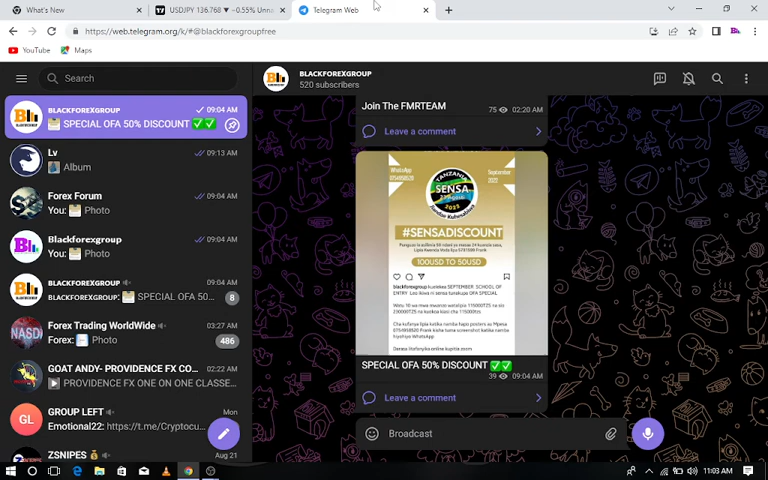 What's New
USDJPY 136.768 ▼ −0.55% Unna
Telegram Web
https://web.telegram.org/k/#@blackforexgroupfree
YouTube
Maps
Search
BLACKFOREXGROUP
520 subscribers
BLACKFOREXGROUP 09:04 AM
SPECIAL OFA 50% DISCOUNT ✅✅
Lv 09:13 AM
Album
Forex Forum 09:04 AM
You: Photo
Blackforexgroup 09:04 AM
You: Photo
BLACKFOREXGROUP 09:04 AM
BLACKFOREXGROUP: SPECIAL OFA 50... 8
Forex Trading WorldWide 03:27 AM
Forex: Photo 486
GOAT ANDY- PROVIDENCE FX CO... 02:22 AM
PROVIDENCE FX ONE ON ONE CLASSE...
GROUP LEFT Mon
Emotional22: https://t.me/Cryptocu...
ZSNIPES Aug 21
GL
NASD
Join The FMRTEAM
75 02:20 AM
Leave a comment
WhatsApp
0754958520
September
2022
TANZANIA
SENSA
2022
#SENSADISCOUNT
100USD TO 50USD
blackforexgroup
SPECIAL OFA 50% DISCOUNT ✅✅
39 09:04 AM
Leave a comment
Broadcast
11:03 AM